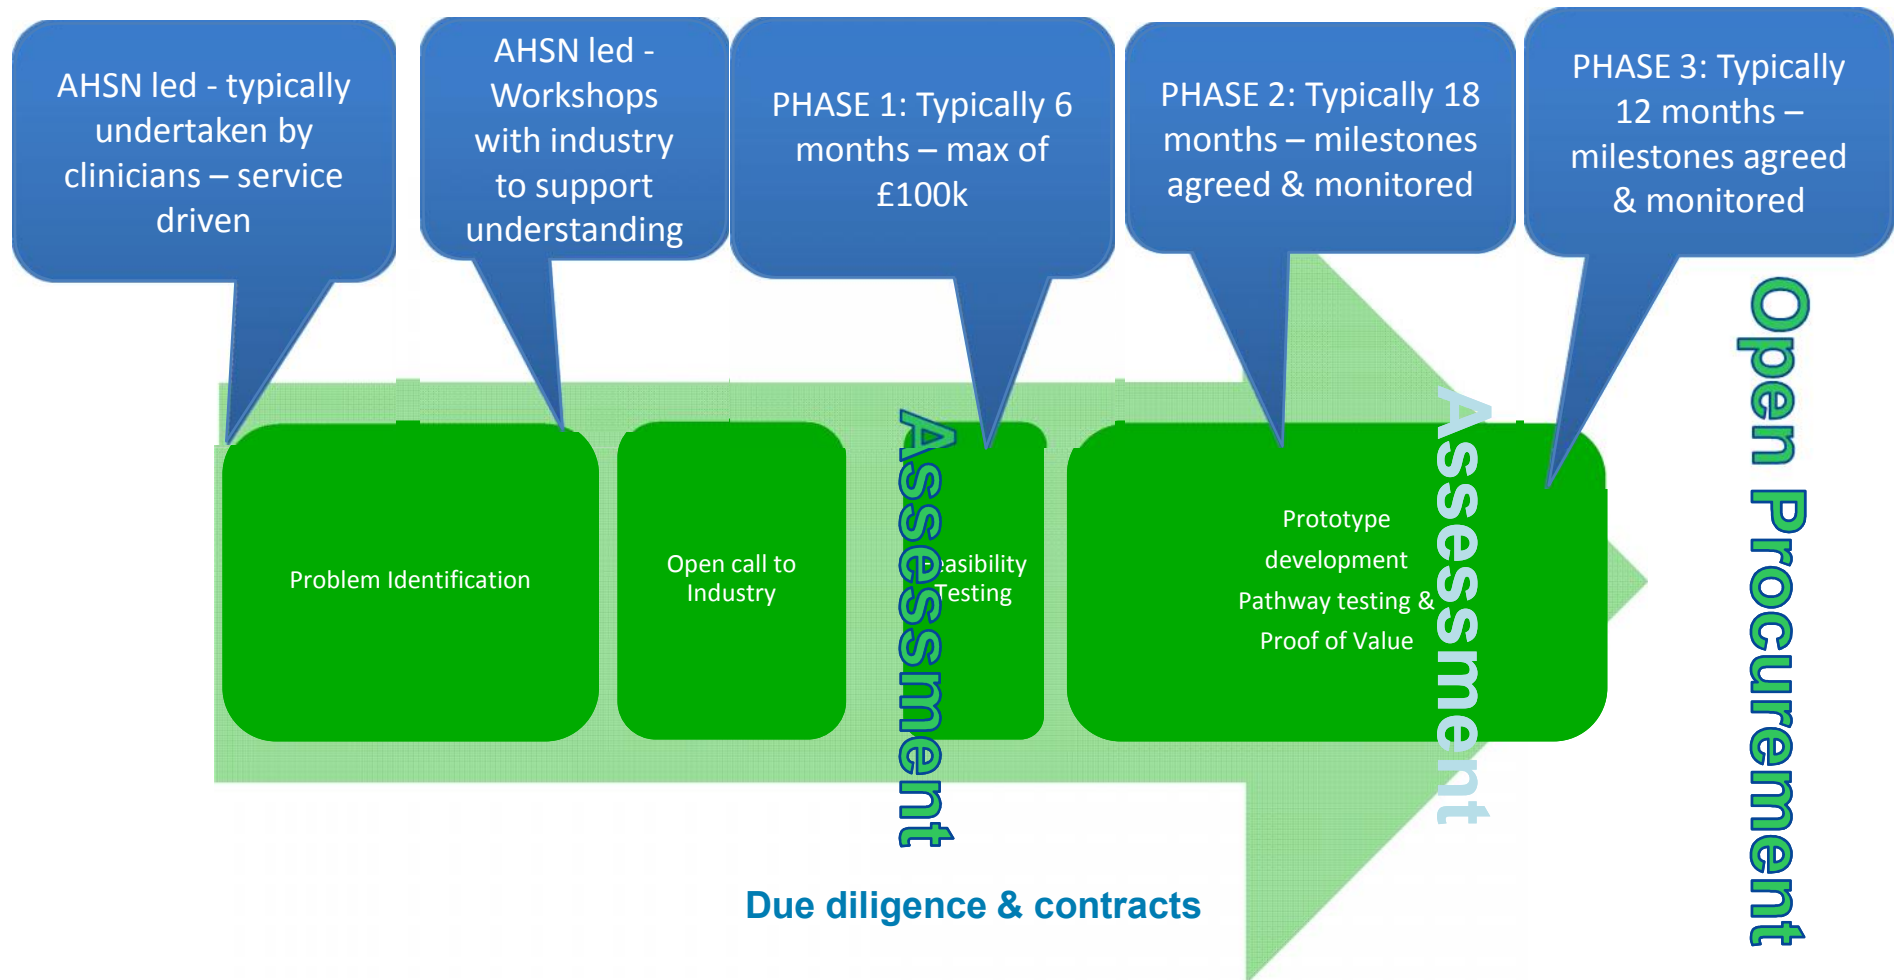 AHSN led - typically
undertaken by
clinicians – service
driven
AHSN led -
Workshops
with industry
to support
understanding
PHASE 1: Typically 6
months – max of
£100k
PHASE 2: Typically 18
months – milestones
agreed & monitored
PHASE 3: Typically
12 months –
milestones agreed
& monitored
Problem Identification
Open call to
Industry
Assessment
Feasibility
Testing
Prototype
development
Pathway testing &
Proof of Value
Assessment
Open Procurement
Due diligence & contracts